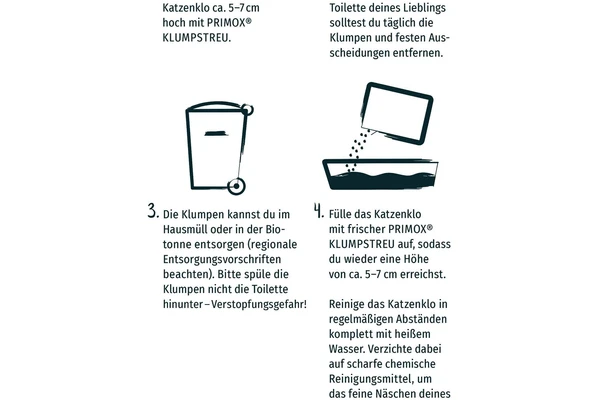 Katzenklo ca. 5–7 cm
hoch mit PRIMOX®
KLUMPSTREU.
Toilette deines Lieblings
solltest du täglich die
Klumpen und festen Aus-
scheidungen entfernen.
3. Die Klumpen kannst du im
Hausmüll oder in der Bio-
tonne entsorgen (regionale
Entsorgungsvorschriften
beachten). Bitte spüle die
Klumpen nicht die Toilette
hinunter – Verstopfungsgefahr!
4. Fülle das Katzenklo
mit frischer PRIMOX®
KLUMPSTREU auf, sodass
du wieder eine Höhe
von ca. 5–7 cm erreichst.
Reinige das Katzenklo in
regelmäßigen Abständen
komplett mit heißem
Wasser. Verzichte dabei
auf scharfe chemische
Reinigungsmittel, um
das feine Näschen deines